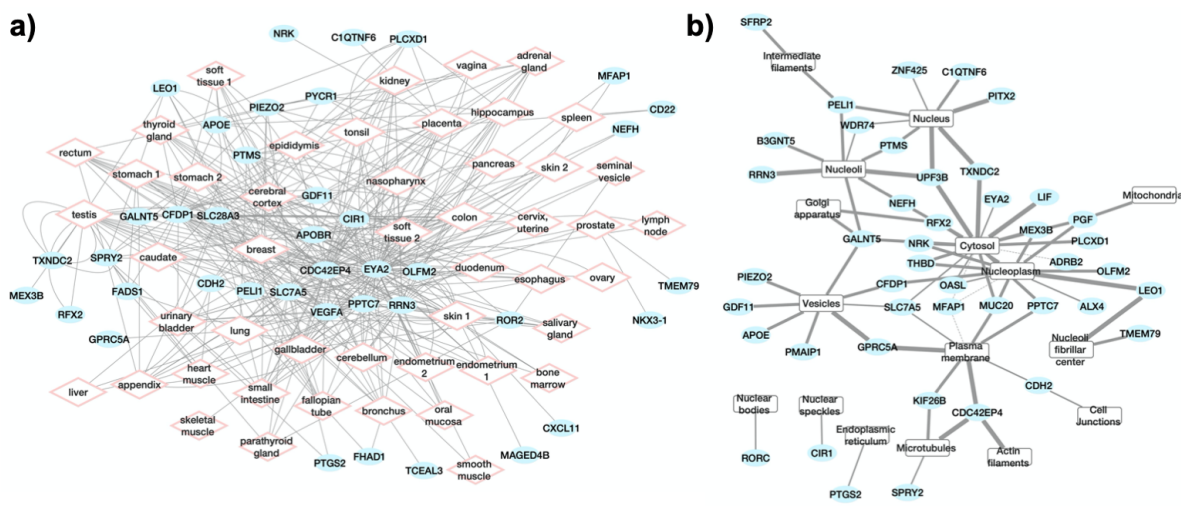 a)
NRK
C1QTNF6
PLCXD1
soft
tissue 1
kidney
vagina
adrenal
gland
MFAP1
LEO1
PIEZO2
PYCR1
CD22
thyroid
gland
APOE
tonsil
placenta
hippocampus
spleen
NEFH
rectum
PTMS
epididymis
stomach 1
stomach 2
cerebral
cortex
GDF11
nasopharynx
pancreas
skin 2
seminal
vesicle
testis
GALNT5
CFDP1
SLC28A3
CIR1
soft
tissue 2
colon
cervix,
uterine
prostate
lymph
node
APOBR
breast
TXNDC2
SPRY2
caudate
CDC42EP4
EYA2
OLFM2
duodenum
esophagus
ovary
TMEM79
MEX3B
FADS1
CDH2
PELI1
SLC7A5
RFX2
VEGFA
PPTC7
RRN3
skin 1
ROR2
salivary
gland
NKX3-1
GPRC5A
urinary
bladder
lung
gallbladder
cerebellum
endometrium
2
endometrium
1
bone
marrow
liver
appendix
heart
muscle
small
intestine
fallopian
tube
bronchus
oral
mucosa
skeletal
muscle
parathyroid
gland
CXCL11
PTGS2
FHAD1
TCEAL3
smooth
muscle
MAGED4B
b)
SFRP2
Intermediate
filaments
ZNF425
C1QTNF6
PITX2
PELI1
WDR74
Nucleus
B3GNT5
PTMS
RRN3
Nucleoli
UPF3B
TXNDC2
Golgi
apparatus
NEFH
EYA2
LIF
Mitochondria
RFX2
PGF
GALNT5
NRK
Cytosol
MEX3B
PLCXD1
THBD
ADRB2
Nucleoplasm
OLFM2
PIEZO2
CFDP1
OASL
LEO1
GDF11
Vesicles
SLC7A5
MFAP1
MUC20
PPTC7
ALX4
APOE
PMAIP1
GPRC5A
Plasma
membrane
Nucleoli
fibrillar
center
TMEM79
CDH2
Nuclear
bodies
Nuclear
speckles
KIF26B
CDC42EP4
Cell
Junctions
Endoplasmic
reticulum
RORC
CIR1
Microtubules
Actin
filaments
PTGS2
SPRY2